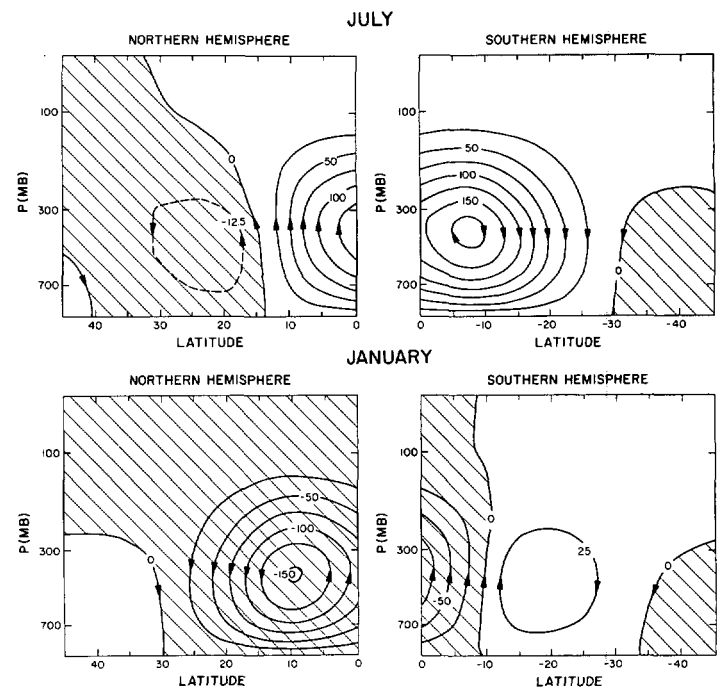 JULY
NORTHERN HEMISPHERE
SOUTHERN HEMISPHERE
P(MB)
100
300
700
0
50
100
-12.5
40 30 20 10 0
LATITUDE
P(MB)
100
300
700
50
100
150
0
0 -10 -20 -30 -40
LATITUDE
JANUARY
NORTHERN HEMISPHERE
SOUTHERN HEMISPHERE
P(MB)
100
300
700
0
-50
-100
-150
40 30 20 10 0
LATITUDE
P(MB)
100
300
700
0
-50
25
0
0 -10 -20 -30 -40
LATITUDE